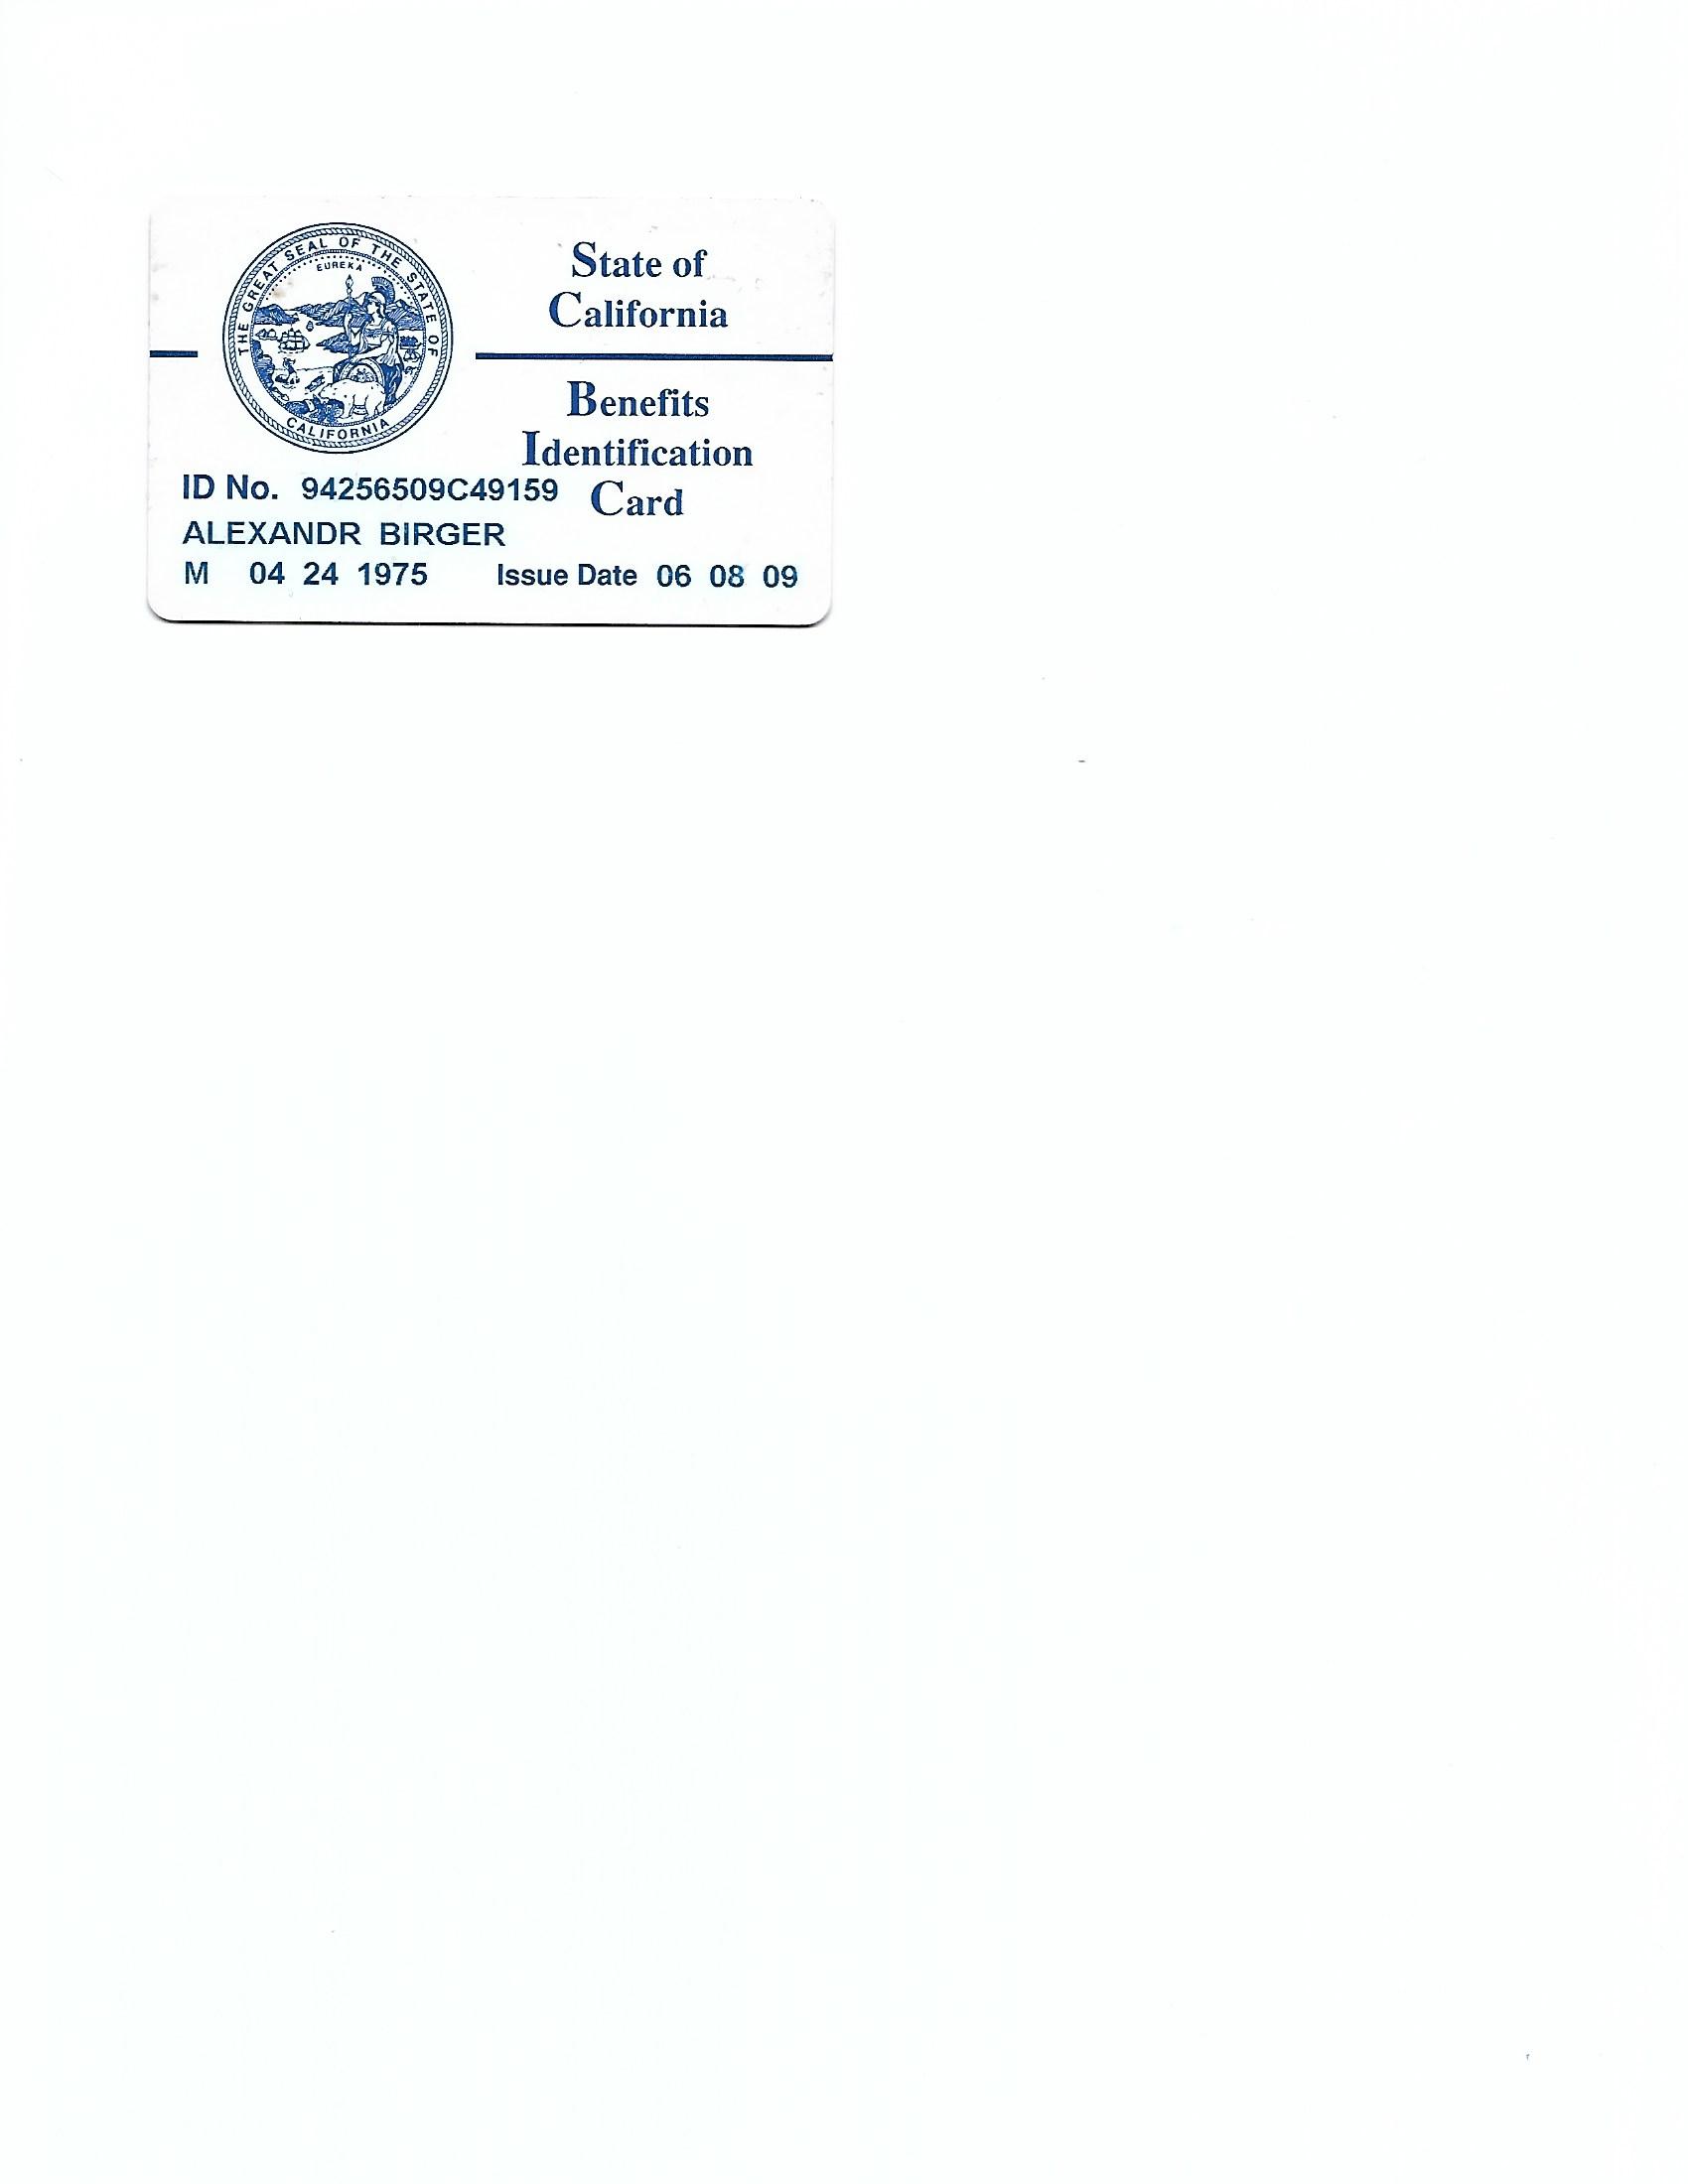 THE GREAT SEAL OF THE STATE OF CALIFORNIA
EUREKA
State of
California
Benefits
Identification
Card
ID No. 94256509C49159
ALEXANDR BIRGER
M 04 24 1975 Issue Date 06 08 09